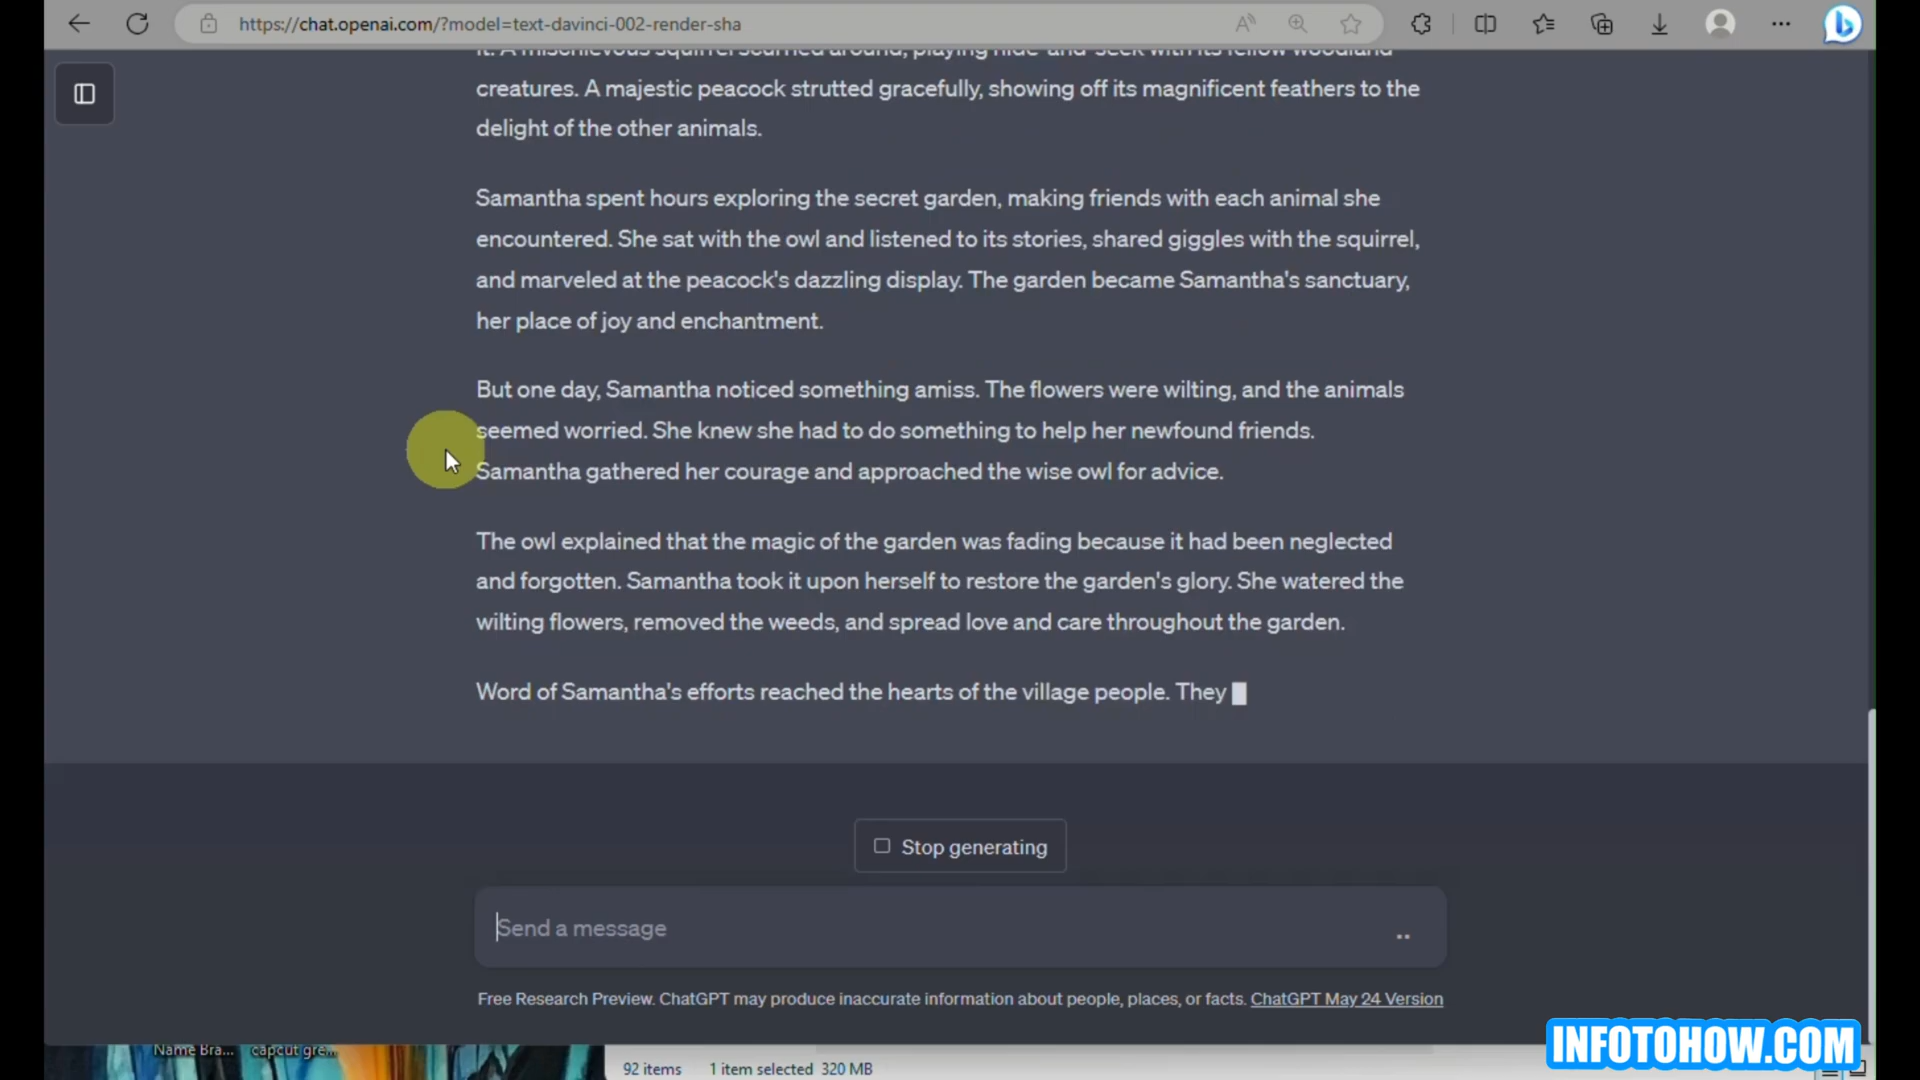 https://chat.openai.com/?model=text-davinci-002-render-sha
it. A mischievous squirrel scurried around, playing hide-and-seek with its fellow woodland
creatures. A majestic peacock strutted gracefully, showing off its magnificent feathers to the
delight of the other animals.
Samantha spent hours exploring the secret garden, making friends with each animal she
encountered. She sat with the owl and listened to its stories, shared giggles with the squirrel,
and marveled at the peacock's dazzling display. The garden became Samantha's sanctuary,
her place of joy and enchantment.
But one day, Samantha noticed something amiss. The flowers were wilting, and the animals
seemed worried. She knew she had to do something to help her newfound friends.
Samantha gathered her courage and approached the wise owl for advice.
The owl explained that the magic of the garden was fading because it had been neglected
and forgotten. Samantha took it upon herself to restore the garden's glory. She watered the
wilting flowers, removed the weeds, and spread love and care throughout the garden.
Word of Samantha's efforts reached the hearts of the village people. They
Stop generating
Send a message
Free Research Preview. ChatGPT may produce inaccurate information about people, places, or facts. ChatGPT May 24 Version
INFOTOHOW.COM
Name Bra... capcut gre...
92 items 1 item selected 320 MB